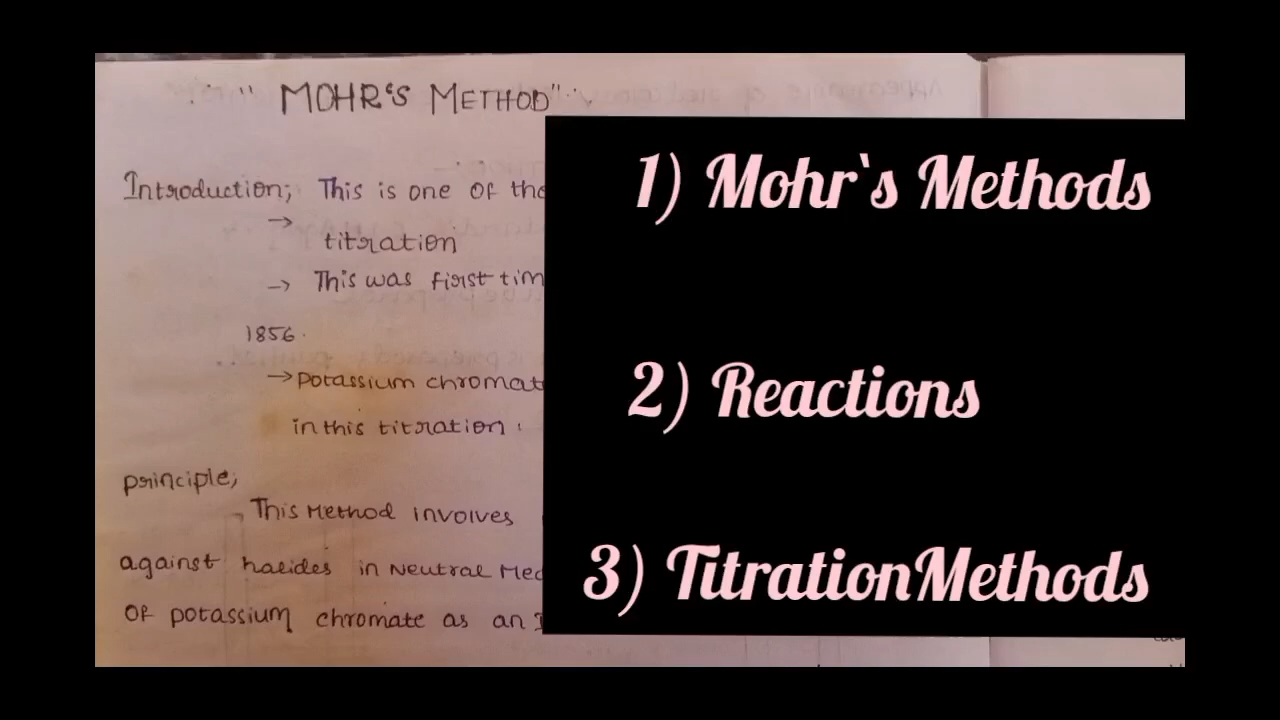 " MOHR'S METHOD"
Introduction; This is one of the
→ titration
→ This was first tim
1856.
→ potassium chromat
in this titration.
principle;
This Method involves
against halides in Neutral Med
of potassium chromate as an I
1) Mohr`s Methods
2) Reactions
3) TitrationMethods